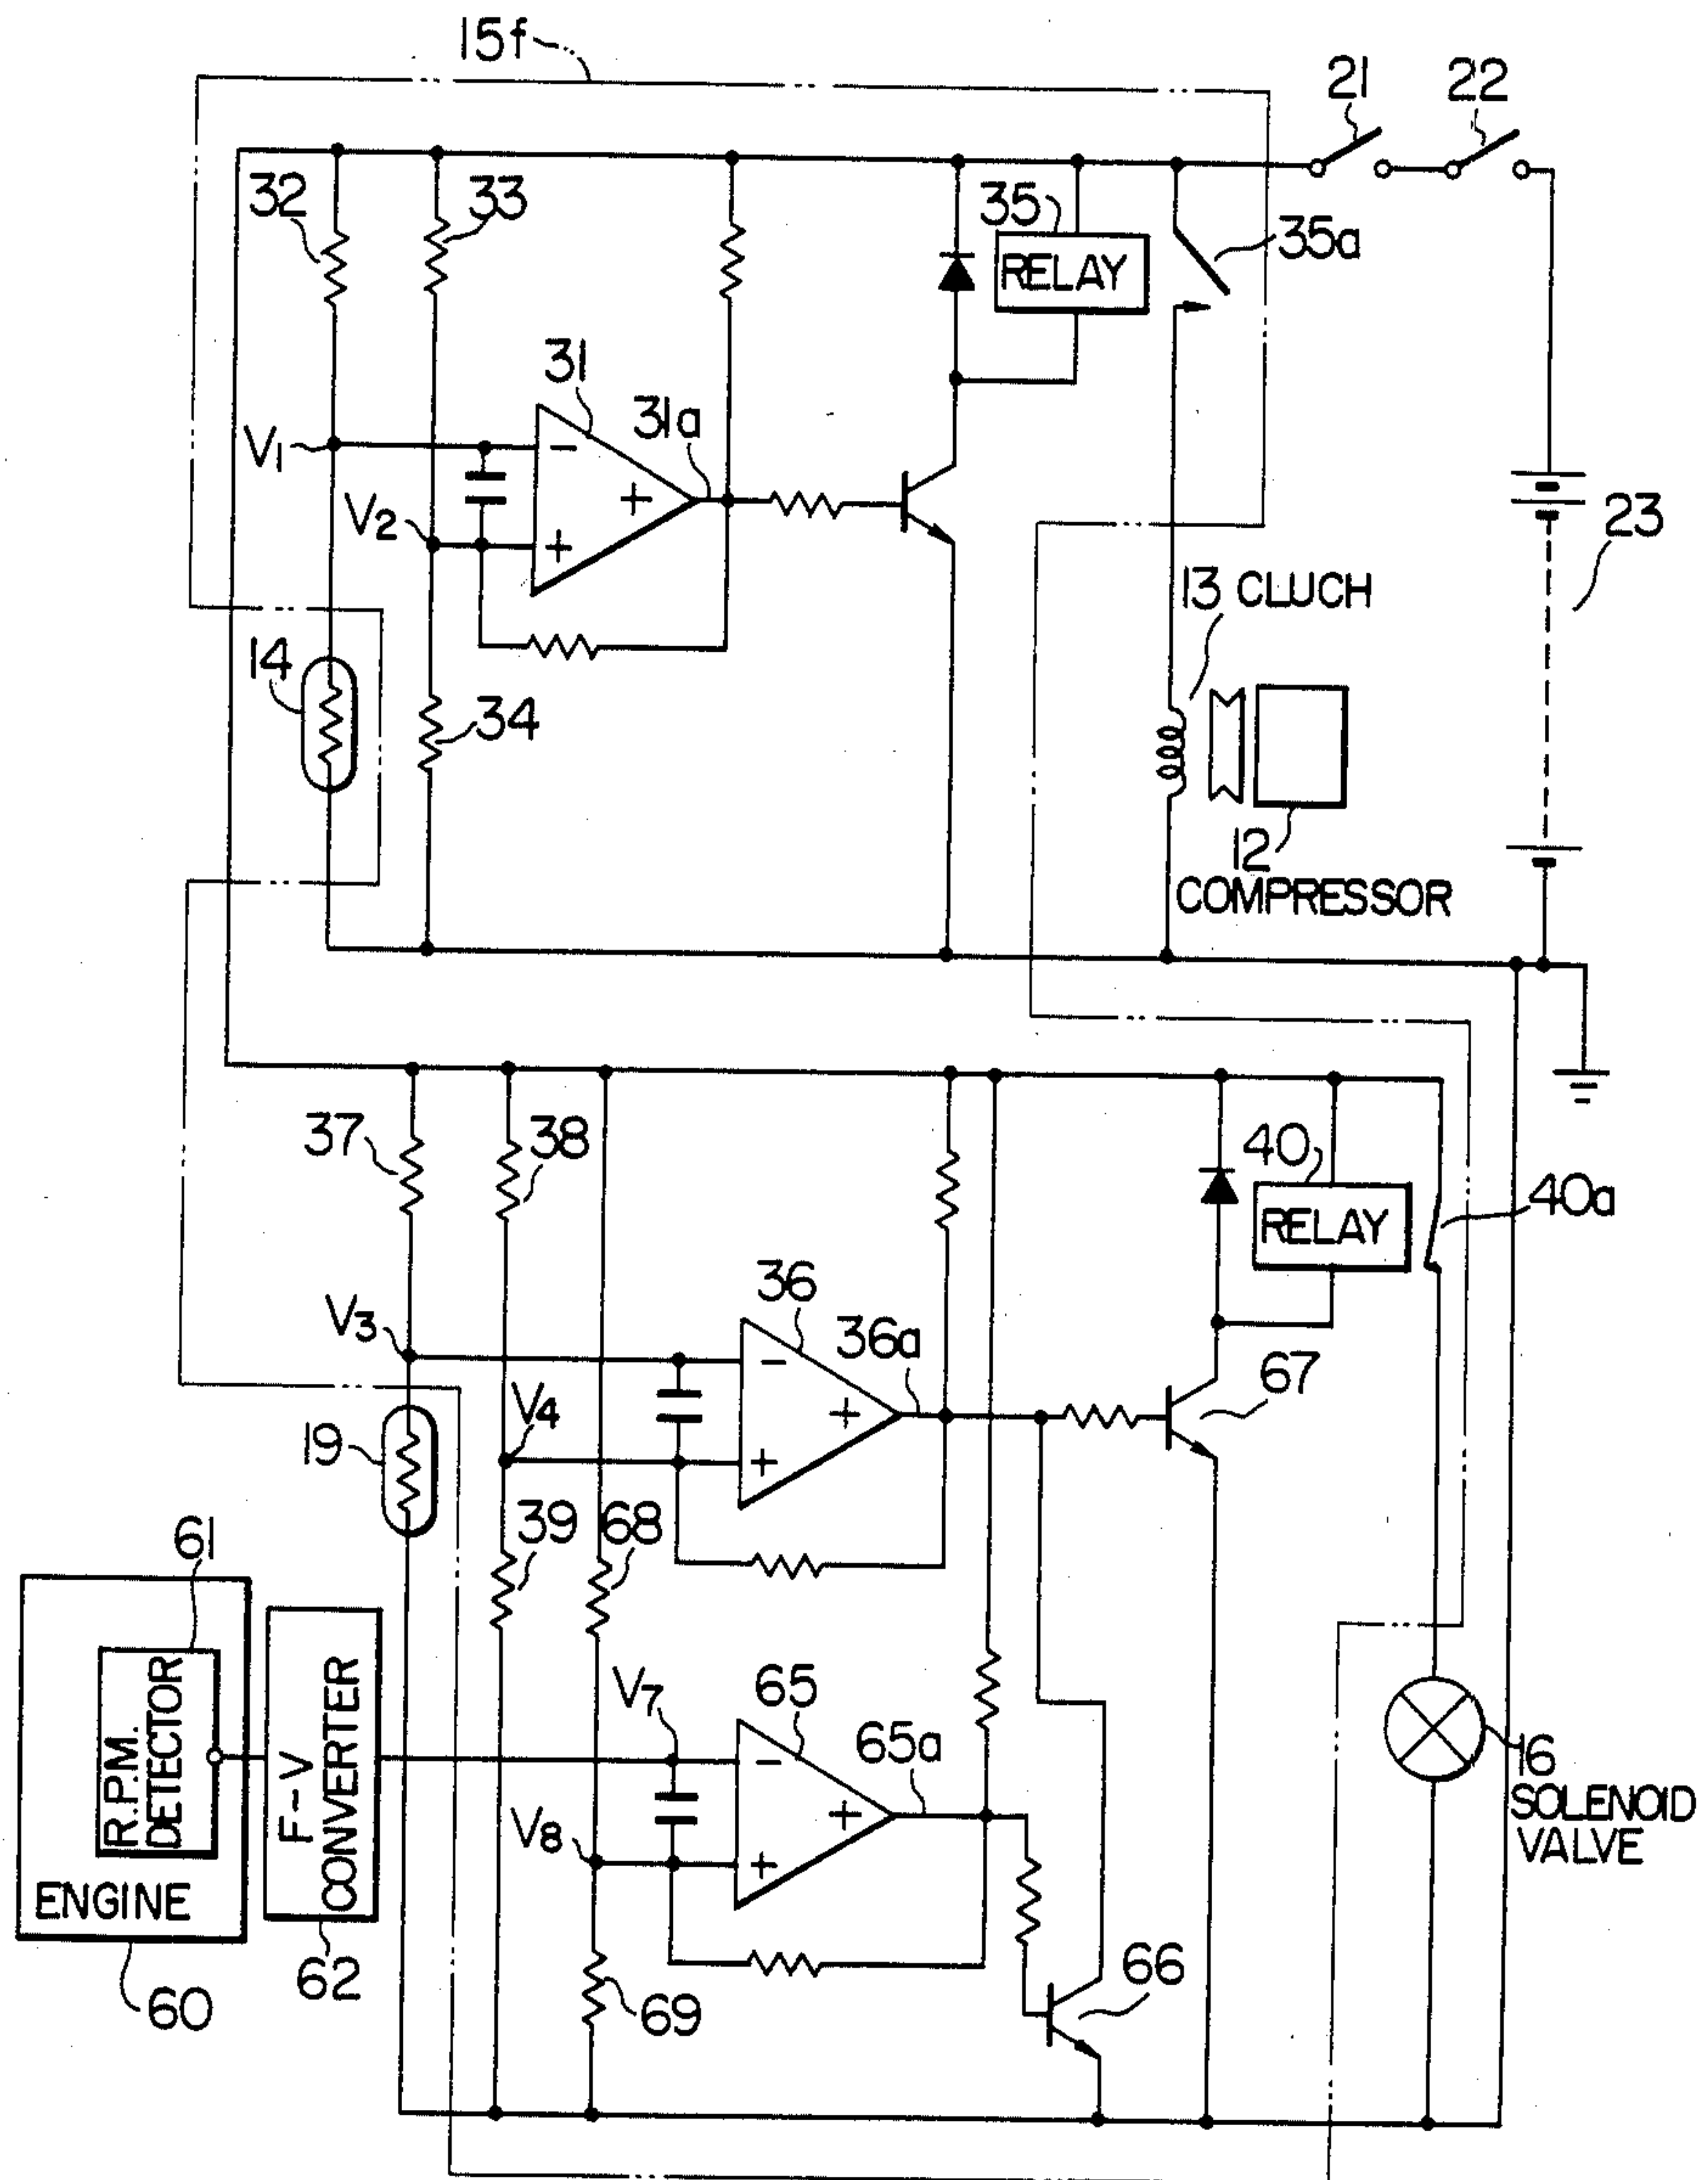 15f
21
22
32
33
35
RELAY
35a
31
31a
V1
V2
23
13 CLUCH
14
34
12
COMPRESSOR
37
38
40
RELAY
40a
36
36a
V3
V4
67
19
39
68
61
R.P.M.
DETECTOR
F-V
CONVERTER
ENGINE
60
62
V7
65
65a
V8
16
SOLENOID
VALVE
66
69